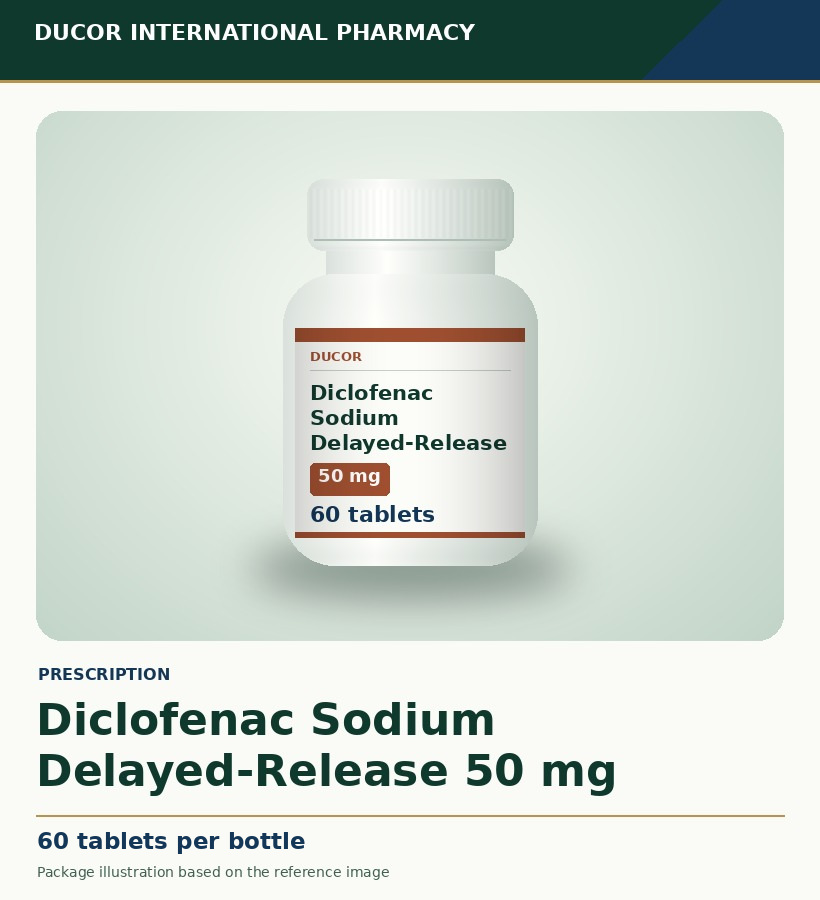 DUCOR INTERNATIONAL PHARMACY
DUCOR
Diclofenac
Sodium
Delayed-Release
50 mg
60 tablets
PRESCRIPTION
Diclofenac Sodium
Delayed-Release 50 mg
60 tablets per bottle
Package illustration based on the reference image